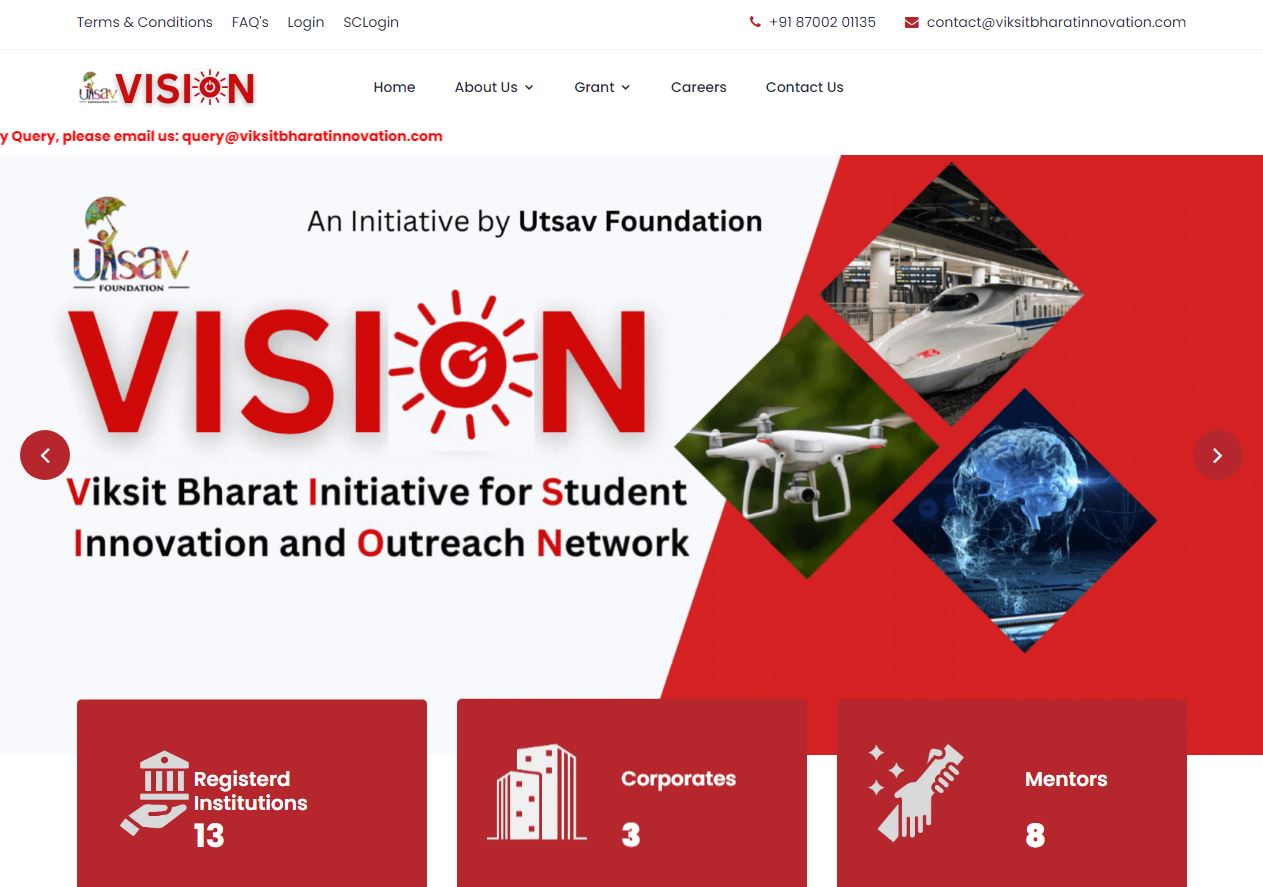 Terms & Conditions FAQ's Login SCLogin +91 87002 01135 contact@viksitbharatinnovation.com
Utsav FOUNDATION VISION Home About Us Grant Careers Contact Us
y Query, please email us: query@viksitbharatinnovation.com
An Initiative by Utsav Foundation
Utsav
FOUNDATION
VISION
Viksit Bharat Initiative for Student
Innovation and Outreach Network
Registerd
Institutions
13
Corporates
3
Mentors
8